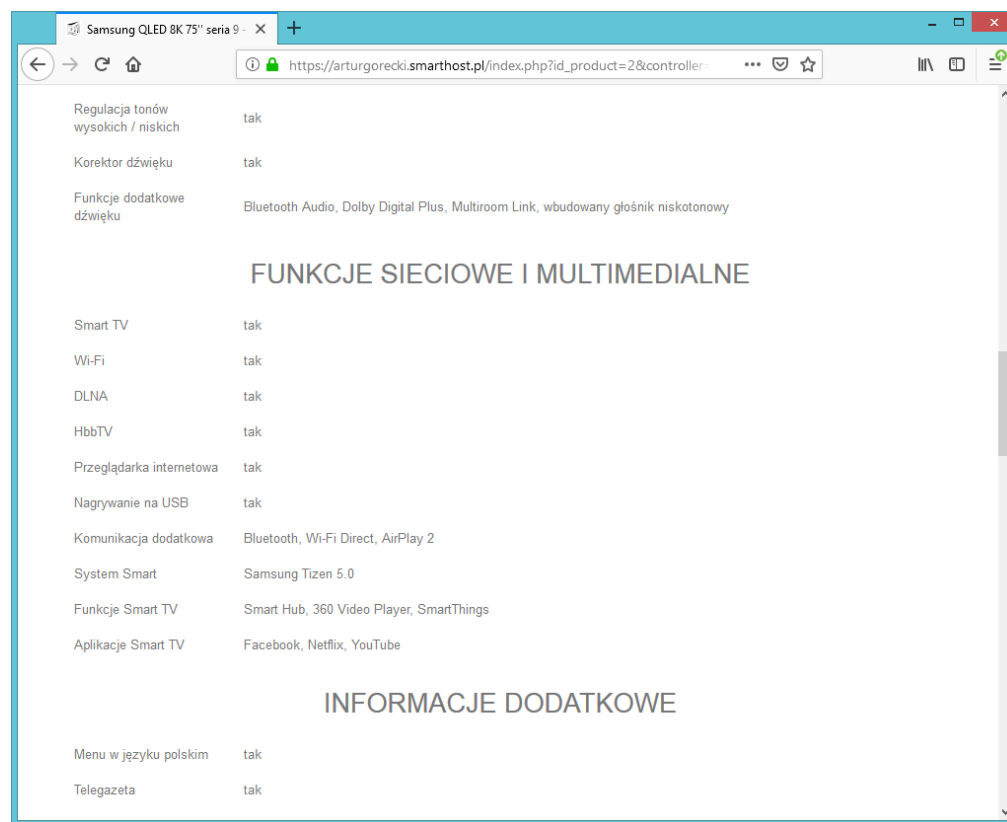 Samsung QLED 8K 75" seria 9 -
https://arturgorecki.smarthost.pl/index.php?id_product=2&controller=
Regulacja tonów
wysokich / niskich
tak
Korektor dźwięku
tak
Funkcje dodatkowe
dźwięku
Bluetooth Audio, Dolby Digital Plus, Multiroom Link, wbudowany głośnik niskotonowy
FUNKCJE SIECIOWE I MULTIMEDIALNE
Smart TV tak
Wi-Fi tak
DLNA tak
HbbTV tak
Przeglądarka internetowa tak
Nagrywanie na USB tak
Komunikacja dodatkowa Bluetooth, Wi-Fi Direct, AirPlay 2
System Smart Samsung Tizen 5.0
Funkcje Smart TV Smart Hub, 360 Video Player, SmartThings
Aplikacje Smart TV Facebook, Netflix, YouTube
INFORMACJE DODATKOWE
Menu w języku polskim tak
Telegazeta tak